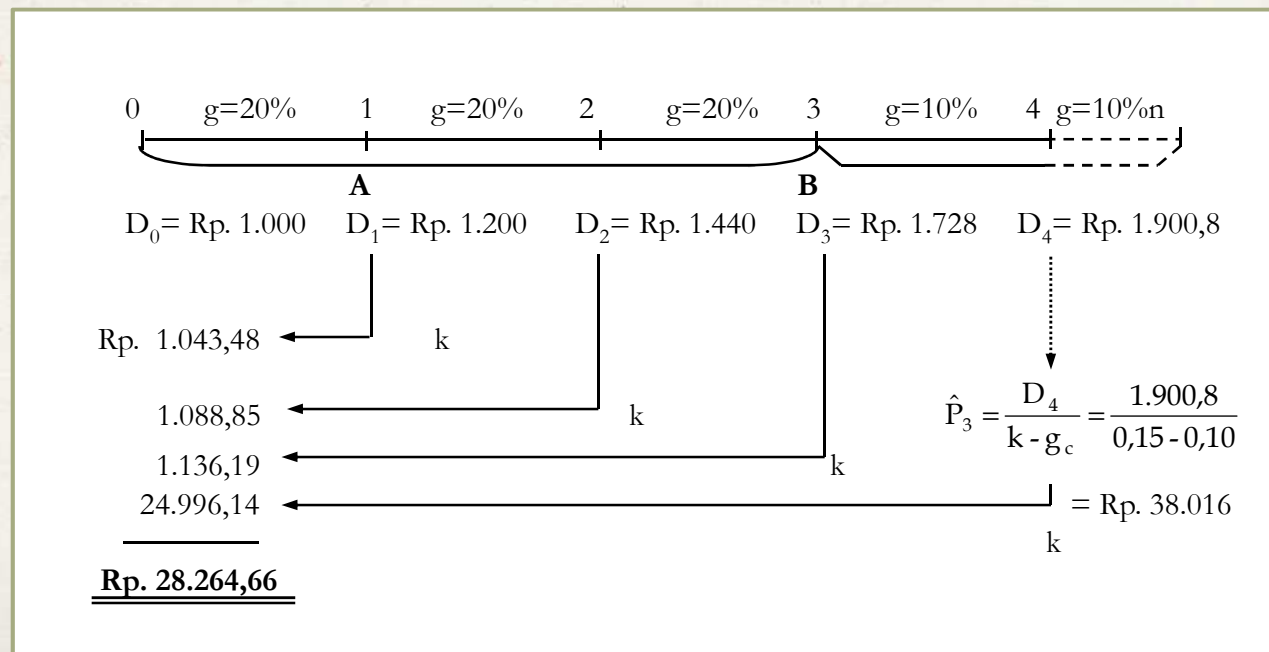 0 g=20% 1 g=20% 2 g=20% 3 g=10% 4 g=10%n
A B
D₀= Rp. 1.000 D₁= Rp. 1.200 D₂= Rp. 1.440 D₃= Rp. 1.728 D₄= Rp. 1.900,8
Rp. 1.043,48 k
1.088,85 k
P̂₃ = D₄ / k - g꜀ = 1.900,8 / 0,15 - 0,10
1.136,19 k
24.996,14 = Rp. 38.016
k
Rp. 28.264,66